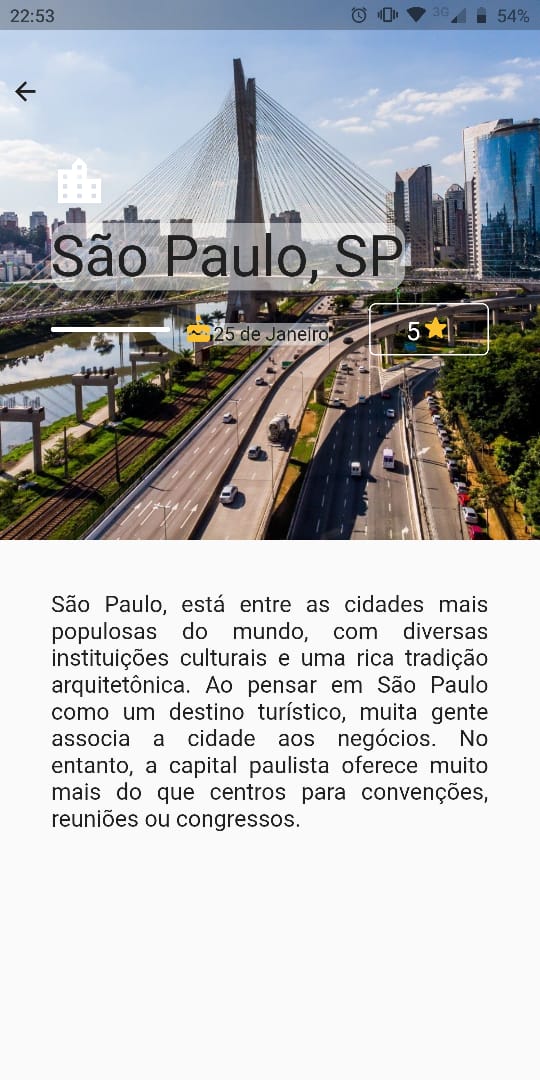 22:53
3G
54%
São Paulo, SP
25 de Janeiro
5
São Paulo, está entre as cidades mais
populosas do mundo, com diversas
instituições culturais e uma rica tradição
arquitetônica. Ao pensar em São Paulo
como um destino turístico, muita gente
associa a cidade aos negócios. No
entanto, a capital paulista oferece muito
mais do que centros para convenções,
reuniões ou congressos.